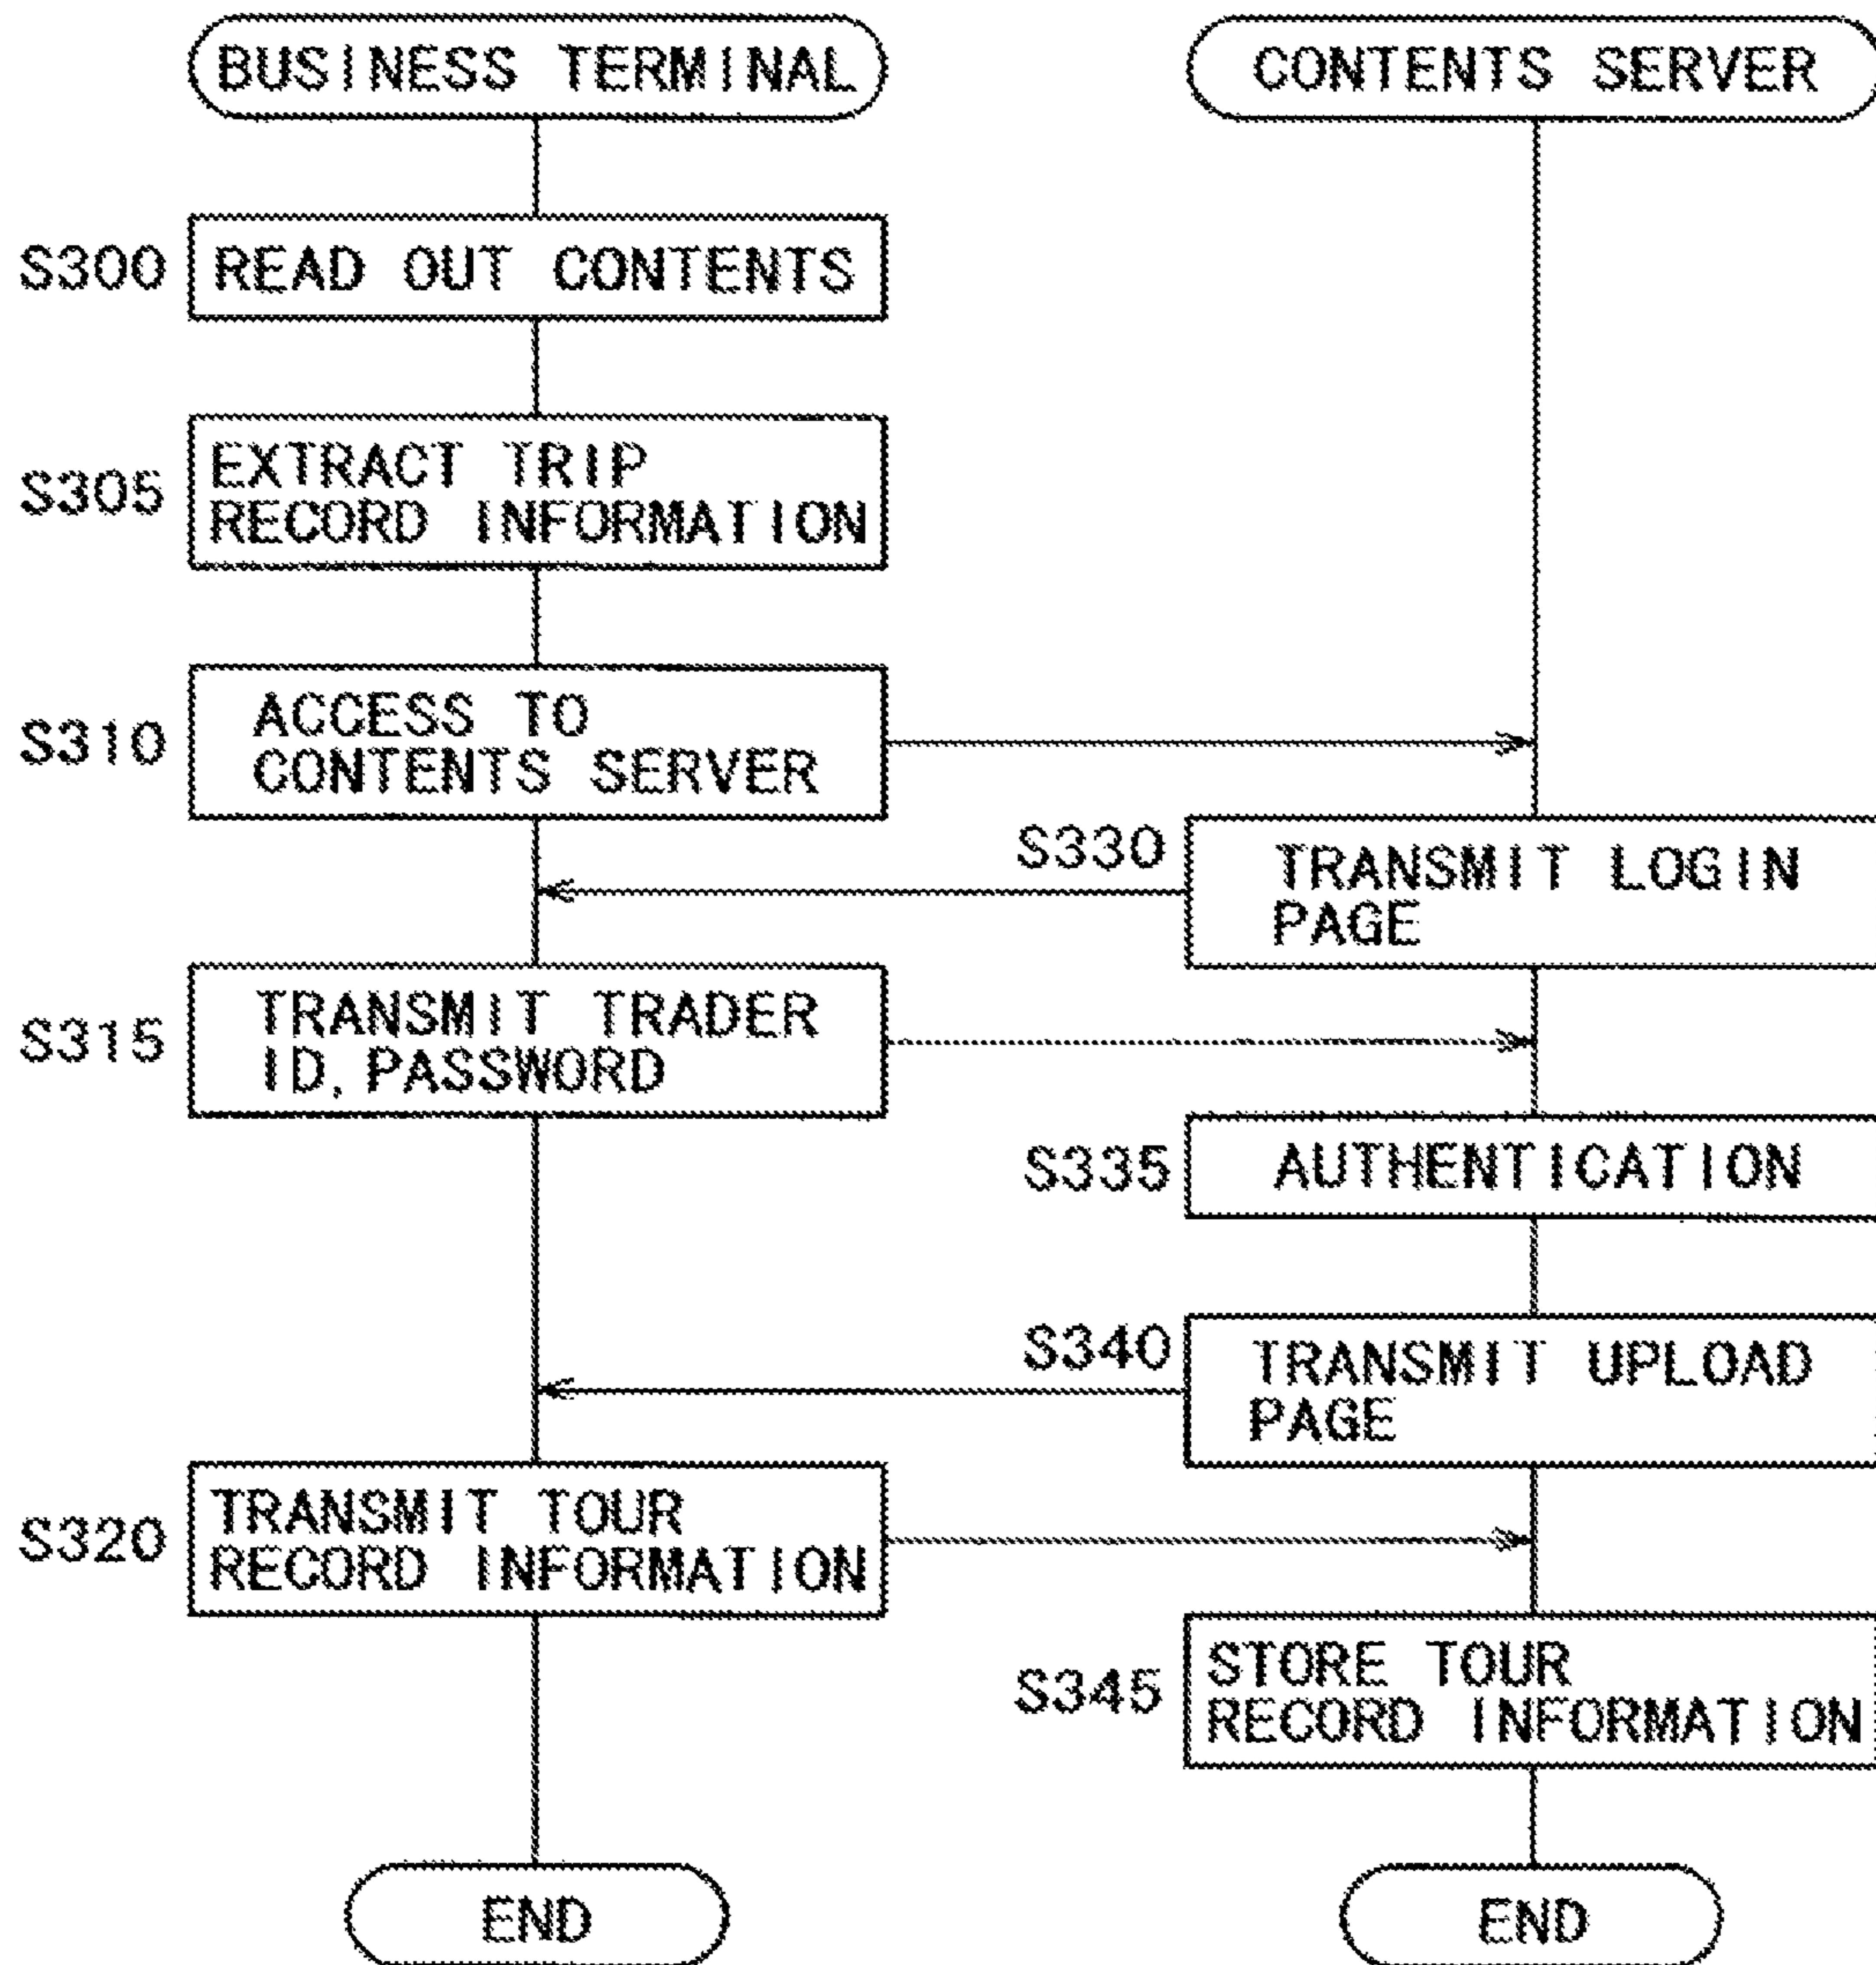 BUSINESS TERMINAL
CONTENTS SERVER
S300
READ OUT CONTENTS
S305
EXTRACT TRIP
RECORD INFORMATION
S310
ACCESS TO
CONTENTS SERVER
S330
TRANSMIT LOGIN
PAGE
S315
TRANSMIT TRADER
ID, PASSWORD
S335
AUTHENTICATION
S340
TRANSMIT UPLOAD
PAGE
S320
TRANSMIT TOUR
RECORD INFORMATION
S345
STORE TOUR
RECORD INFORMATION
END
END